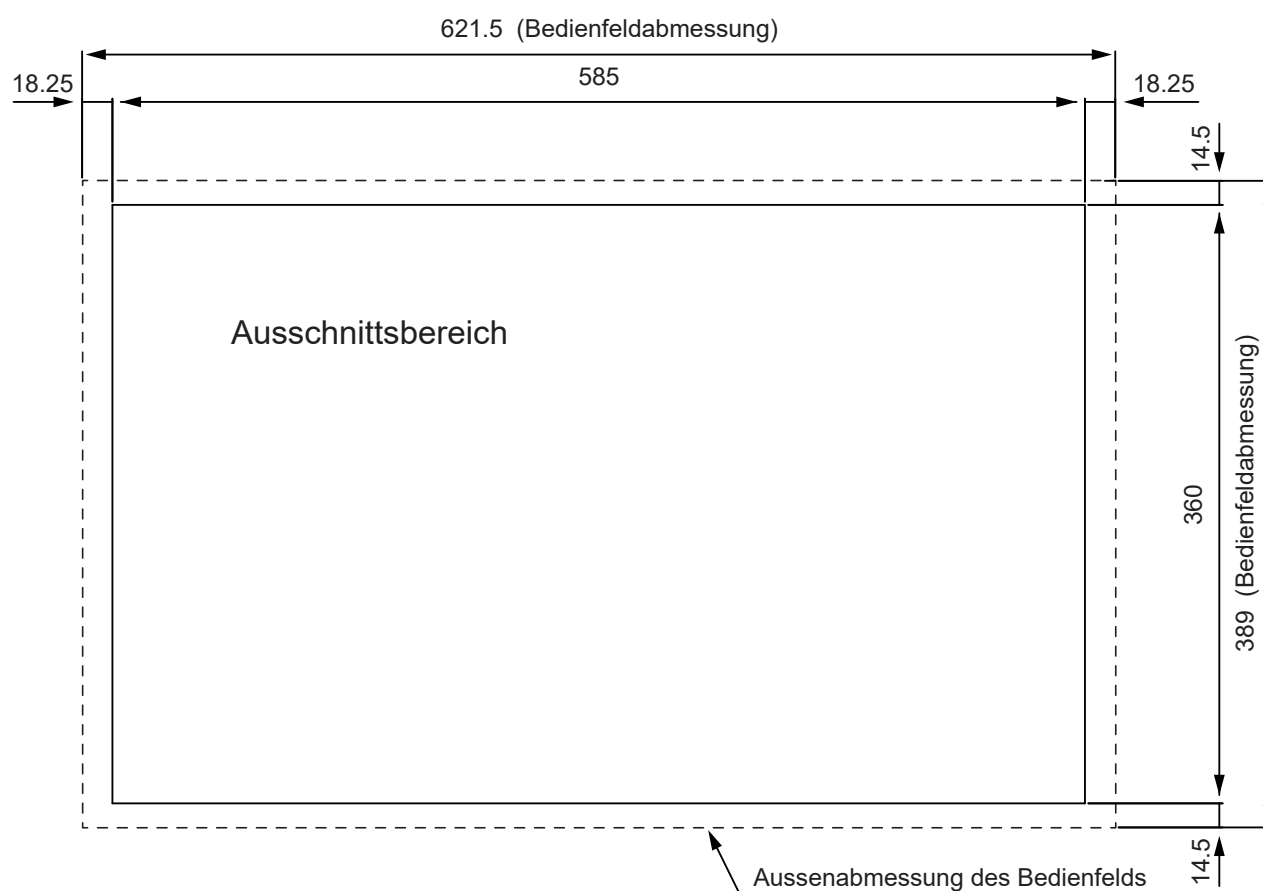 621.5 (Bedienfeldabmessung)
18.25
585
18.25
14.5
Ausschnittsbereich
360
389 (Bedienfeldabmessung)
14.5
Aussenabmessung des Bedienfelds